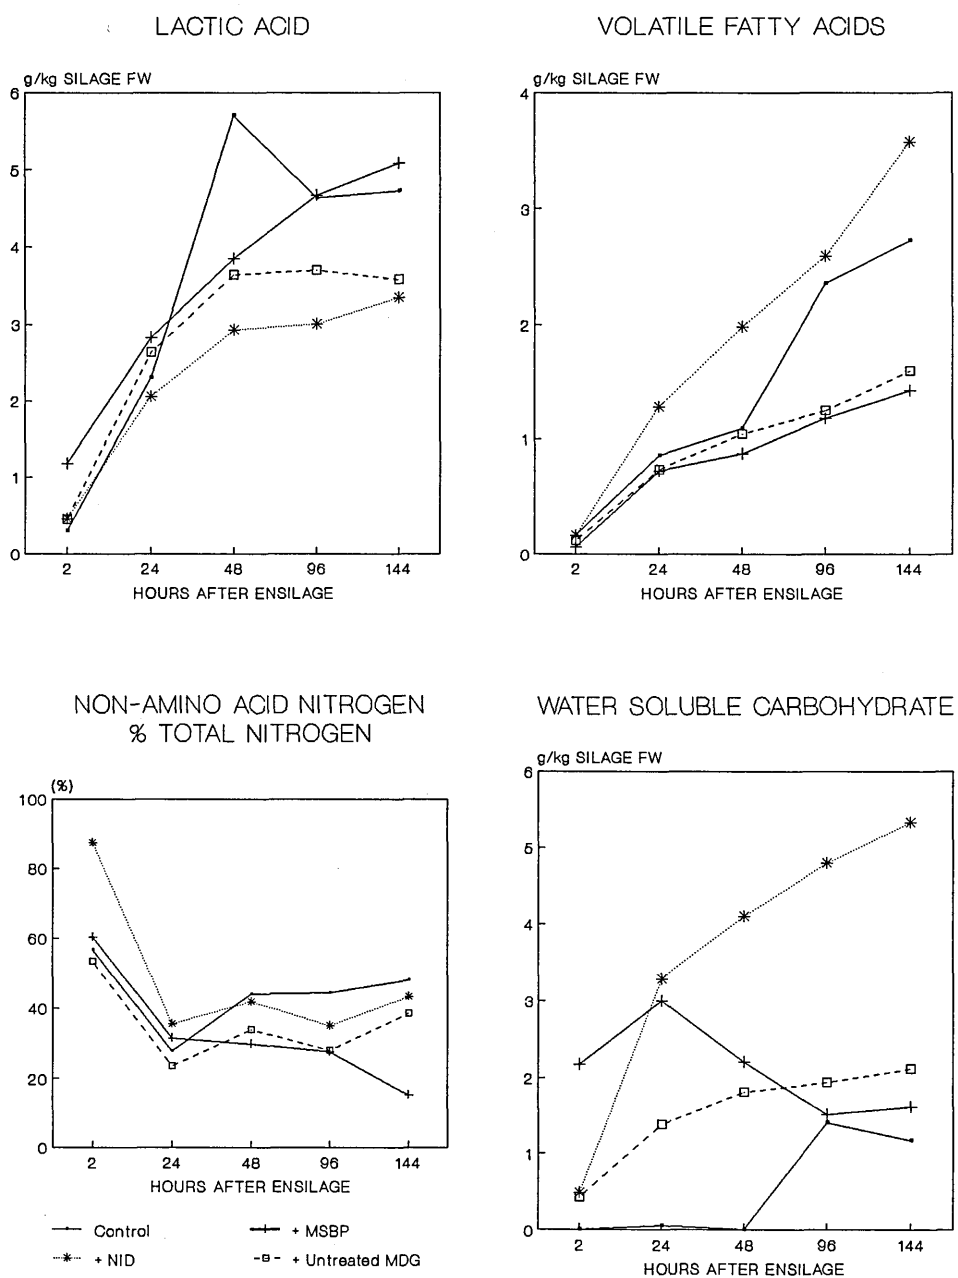 LACTIC ACID
g/kg SILAGE FW
6
5
4
3
2
1
0
2 24 48 96 144
HOURS AFTER ENSILAGE
VOLATILE FATTY ACIDS
g/kg SILAGE FW
4
3
2
1
0
2 24 48 96 144
HOURS AFTER ENSILAGE
NON-AMINO ACID NITROGEN
% TOTAL NITROGEN
(%)
100
80
60
40
20
0
2 24 48 96 144
HOURS AFTER ENSILAGE
WATER SOLUBLE CARBOHYDRATE
g/kg SILAGE FW
6
5
4
3
2
1
0
2 24 48 96 144
HOURS AFTER ENSILAGE
Control + MSBP
+ NID + Untreated MDG